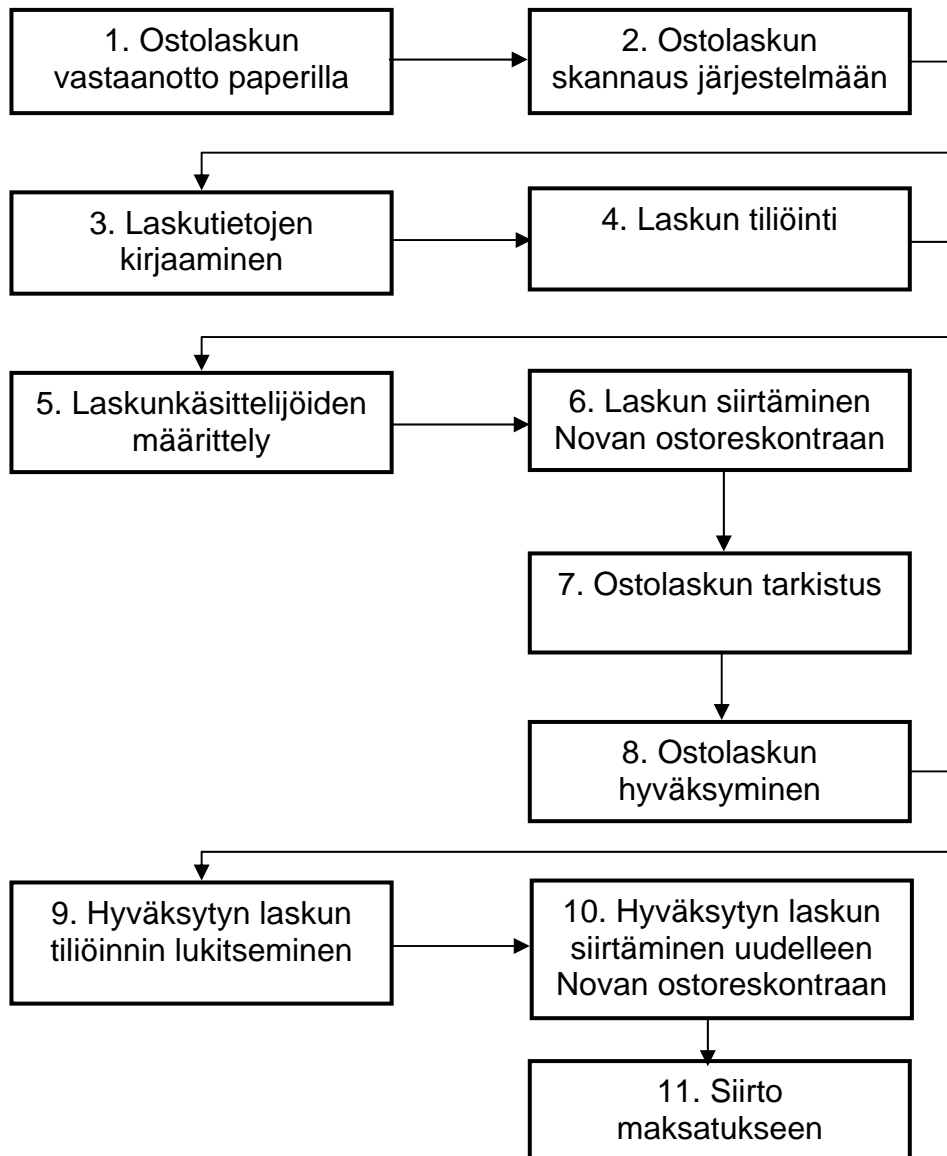 1. Ostolaskun
vastaanotto paperilla
2. Ostolaskun
skannaus järjestelmään
3. Laskutietojen
kirjaaminen
4. Laskun tiliöinti
5. Laskunkäsittelijöiden
määrittely
6. Laskun siirtäminen
Novan ostoreskontraan
7. Ostolaskun tarkistus
8. Ostolaskun
hyväksyminen
9. Hyväksytyn laskun
tiliöinnin lukitseminen
10. Hyväksytyn laskun
siirtäminen uudelleen
Novan ostoreskontraan
11. Siirto
maksatukseen